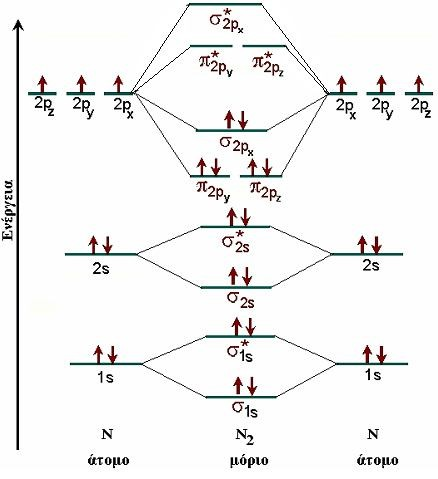 σ*2px
π*2py π*2pz
2pz 2py 2px 2px 2py 2pz
σ2px
π2py π2pz
Ενέργεια
σ*2s
2s 2s
σ2s
σ*1s
1s 1s
σ1s
N N2 N
άτομο μόριο άτομο